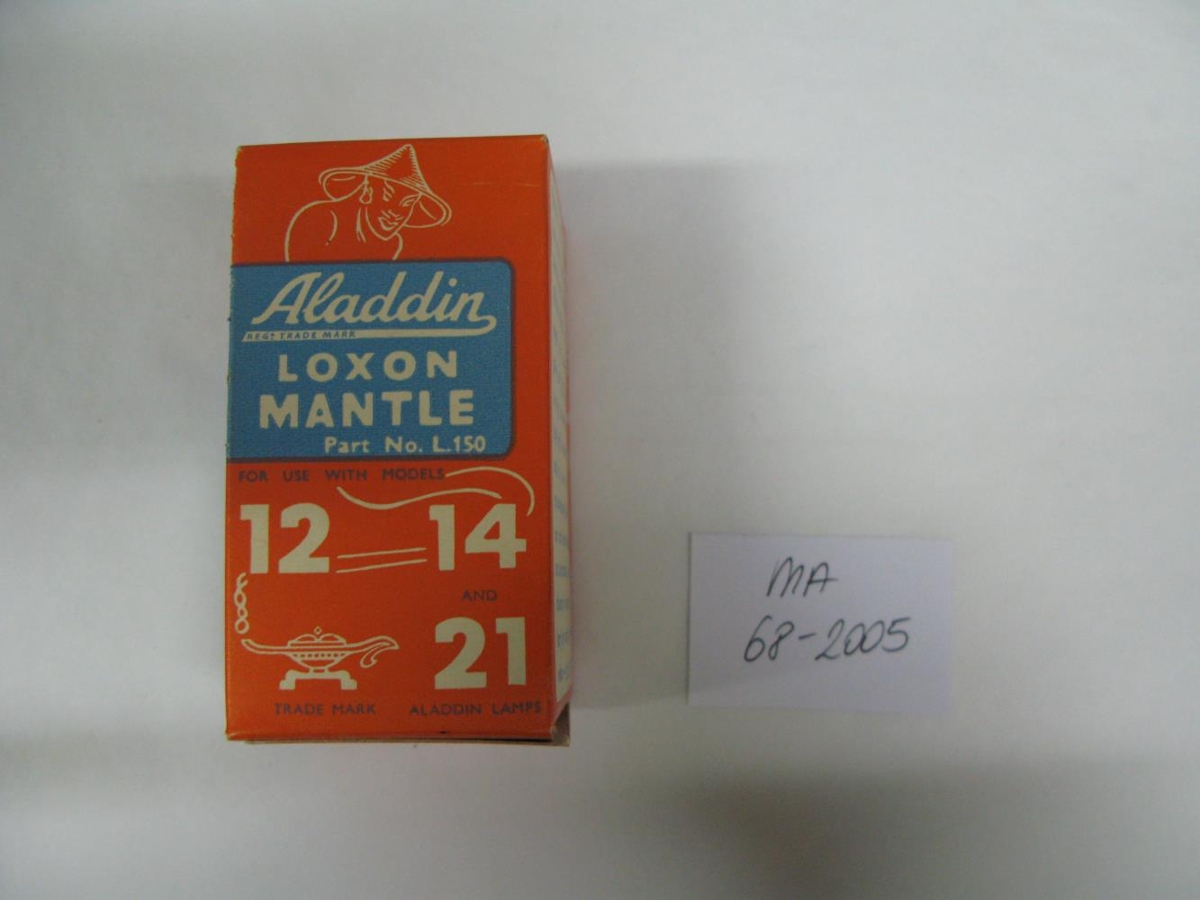 Aladdin
REGT TRADE MARK
LOXON
MANTLE
Part No. L.150
FOR USE WITH MODELS
12 14
AND
21
TRADE MARK ALADDIN LAMPS
MA
68-2005